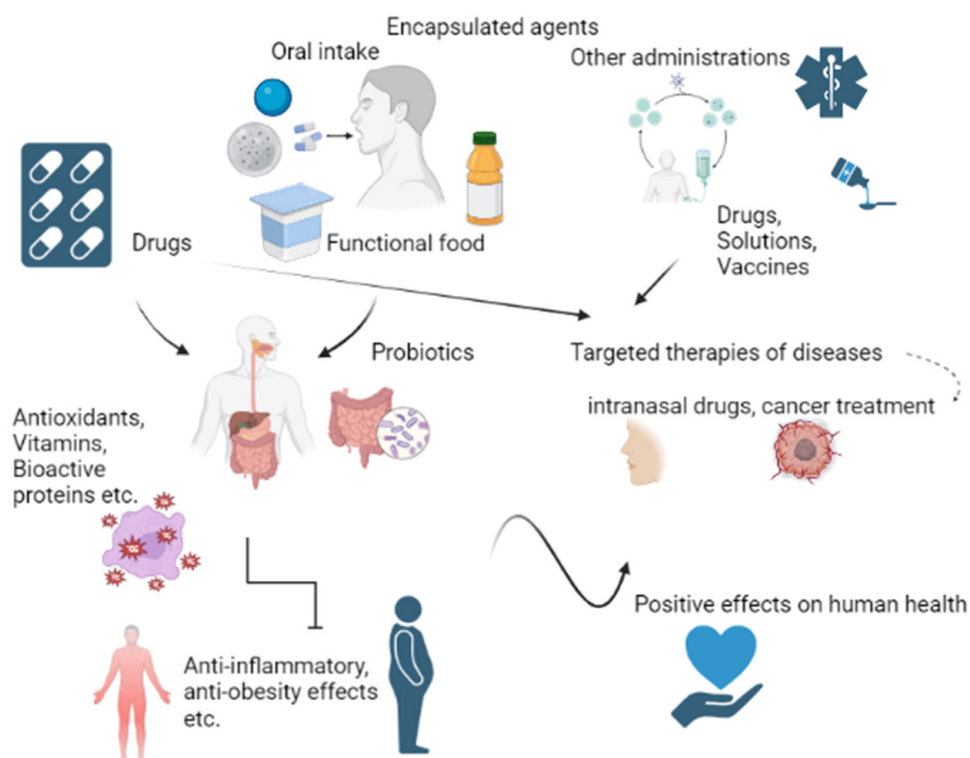 Encapsulated agents
Oral intake
Other administrations
Drugs
Functional food
Drugs,
Solutions,
Vaccines
Probiotics
Targeted therapies of diseases
intranasal drugs, cancer treatment
Antioxidants,
Vitamins,
Bioactive
proteins etc.
Positive effects on human health
Anti-inflammatory,
anti-obesity effects
etc.